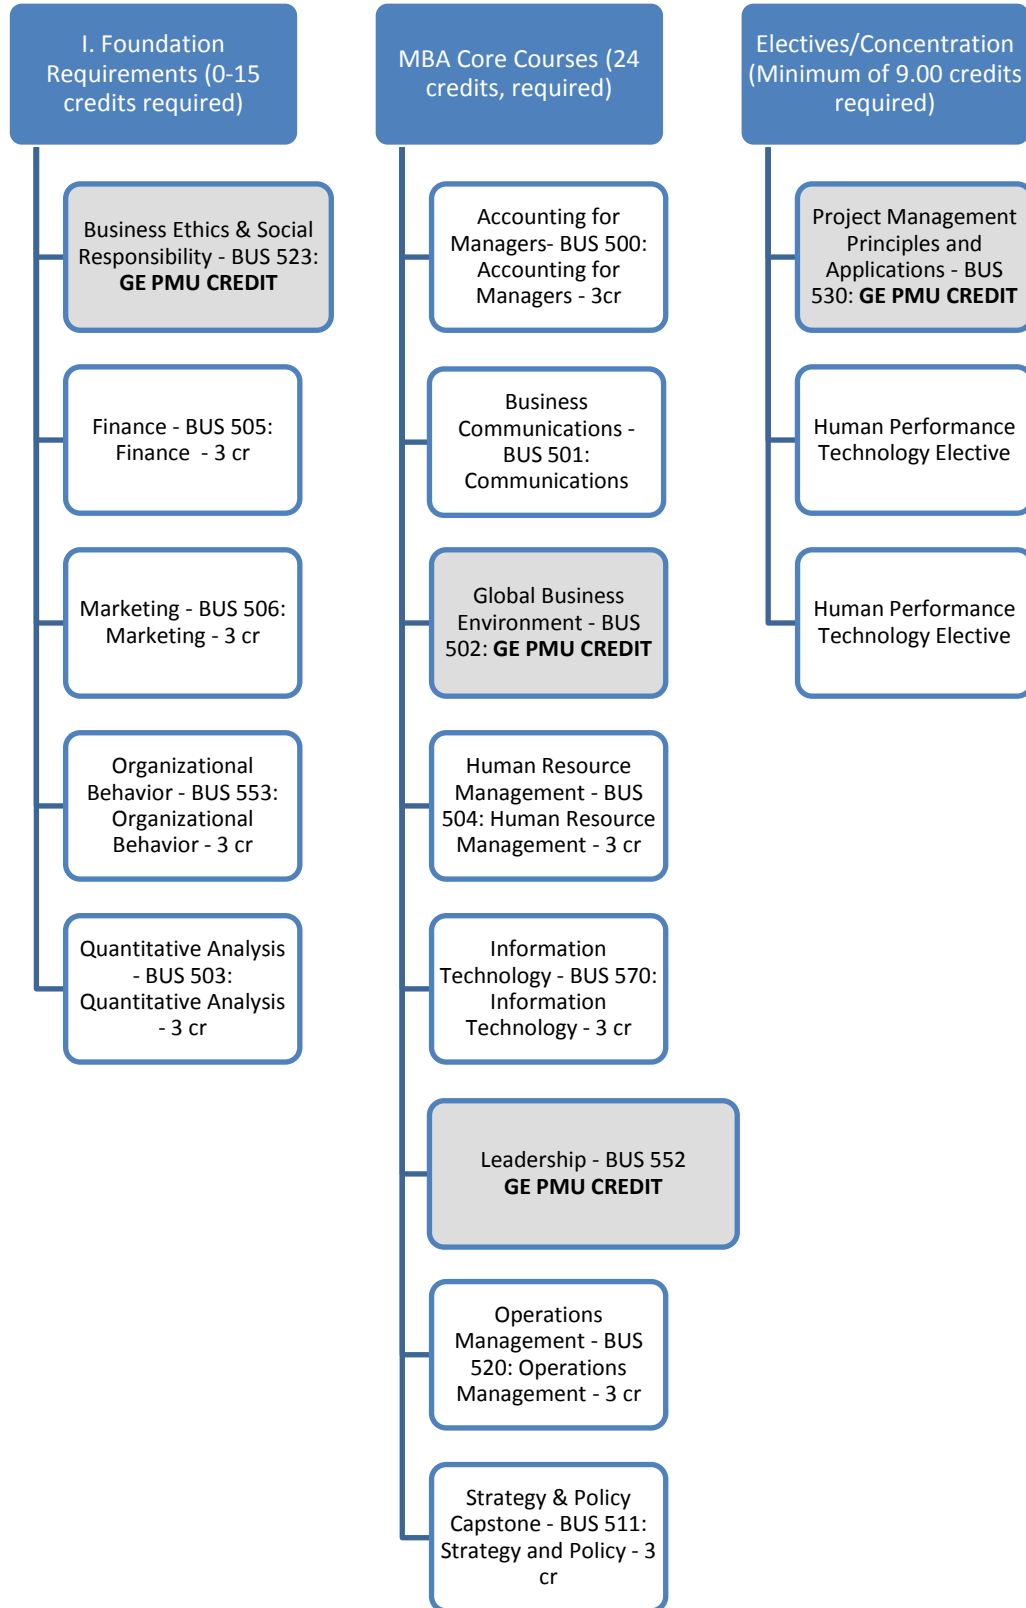 I. Foundation
Requirements (0-15
credits required)
Business Ethics & Social
Responsibility - BUS 523:
GE PMU CREDIT
Finance - BUS 505:
Finance - 3 cr
Marketing - BUS 506:
Marketing - 3 cr
Organizational
Behavior - BUS 553:
Organizational
Behavior - 3 cr
Quantitative Analysis
- BUS 503:
Quantitative Analysis
- 3 cr
MBA Core Courses (24
credits, required)
Accounting for
Managers- BUS 500:
Accounting for
Managers - 3cr
Business
Communications -
BUS 501:
Communications
Global Business
Environment - BUS
502: GE PMU CREDIT
Human Resource
Management - BUS
504: Human Resource
Management - 3 cr
Information
Technology - BUS 570:
Information
Technology - 3 cr
Leadership - BUS 552
GE PMU CREDIT
Operations
Management - BUS
520: Operations
Management - 3 cr
Strategy & Policy
Capstone - BUS 511:
Strategy and Policy - 3
cr
Electives/Concentration
(Minimum of 9.00 credits
required)
Project Management
Principles and
Applications - BUS
530: GE PMU CREDIT
Human Performance
Technology Elective
Human Performance
Technology Elective